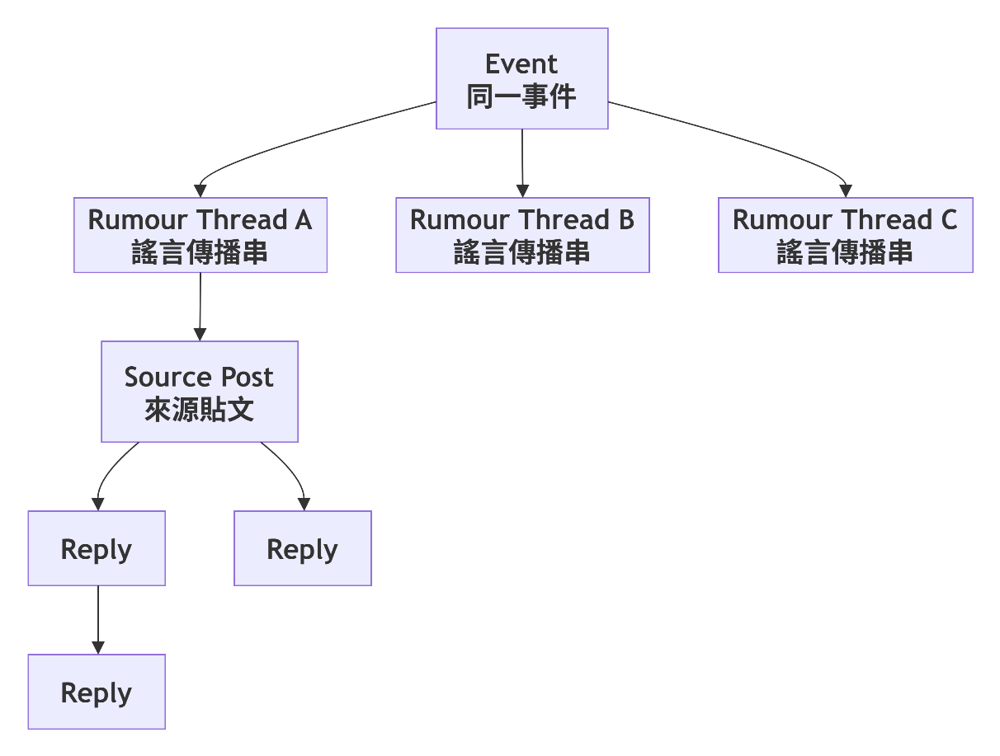 Event
同一事件
Rumour Thread A
謠言傳播串
Rumour Thread B
謠言傳播串
Rumour Thread C
謠言傳播串
Source Post
來源貼文
Reply
Reply
Reply